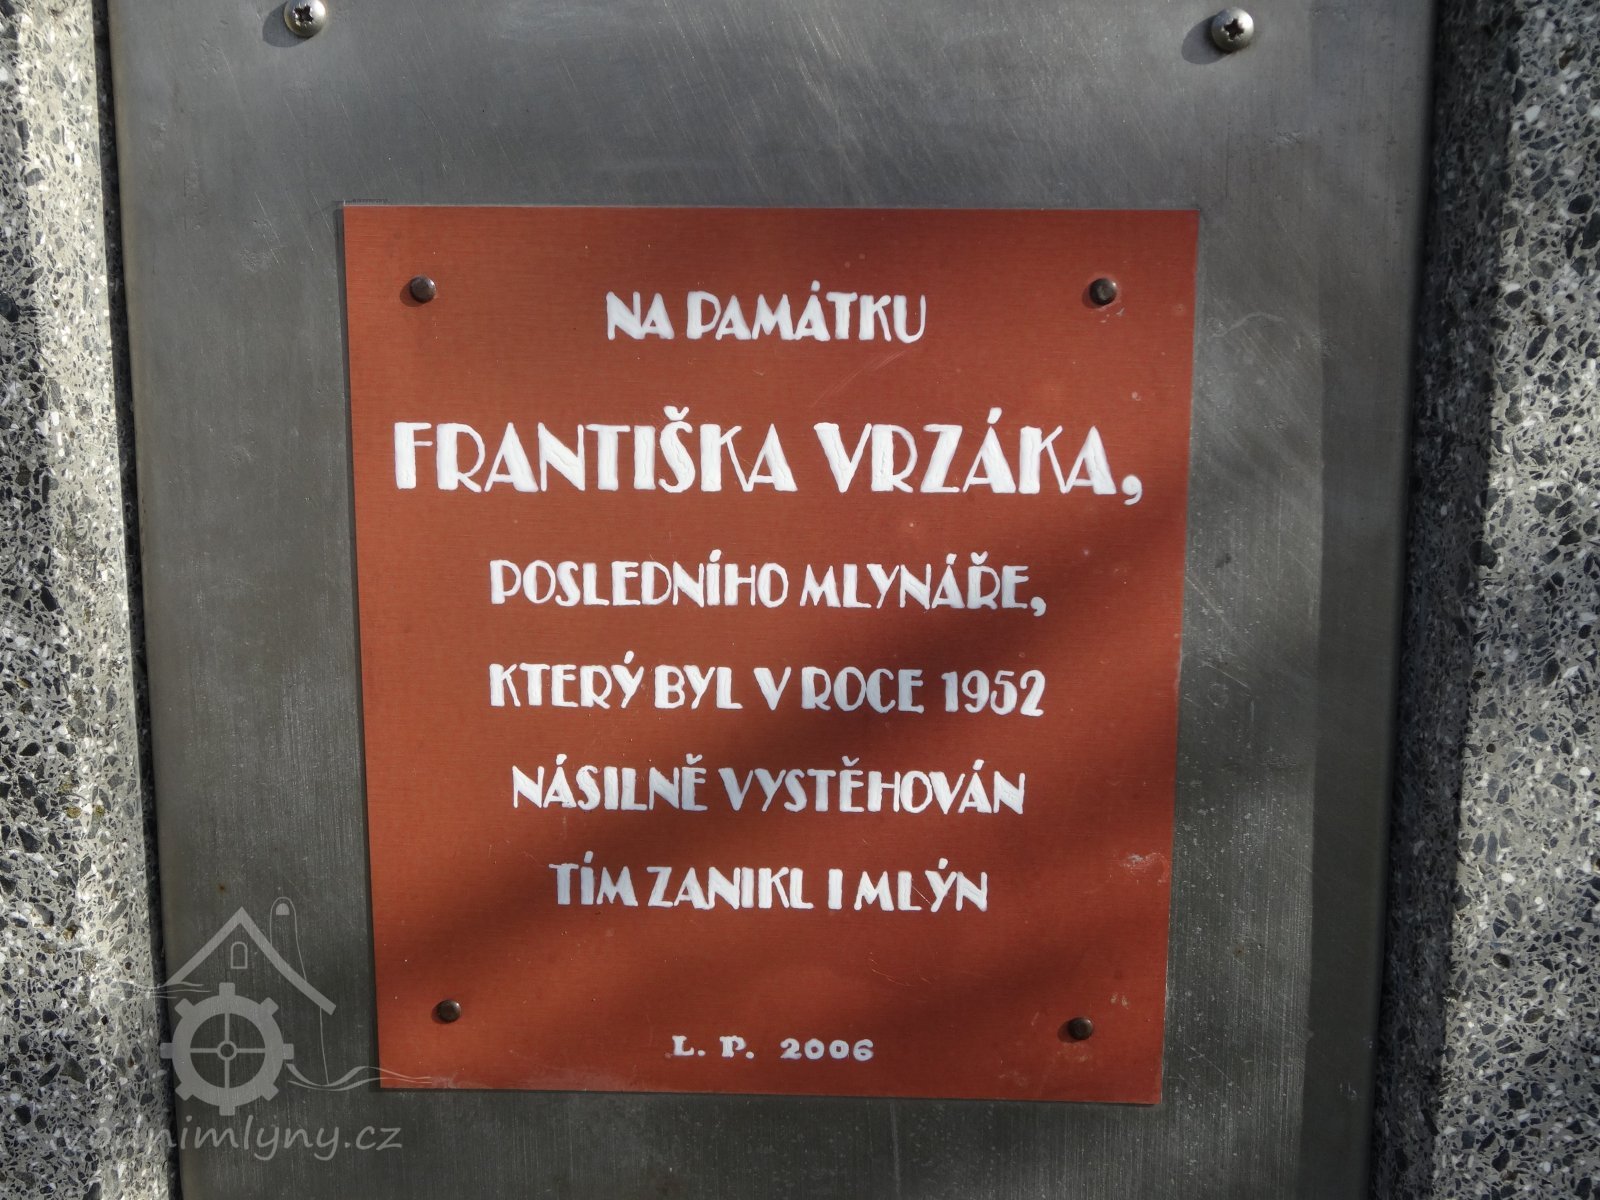 NA PAMÁTKU
FRANTIŠKA VRZÁKA,
POSLEDNÍHO MLYNÁŘE,
KTERÝ BYL V ROCE 1952
NÁSILNĚ VYSTĚHOVÁN
TÍM ZANIKL I MLÝN
L. P. 2006
vodnimlyny.cz